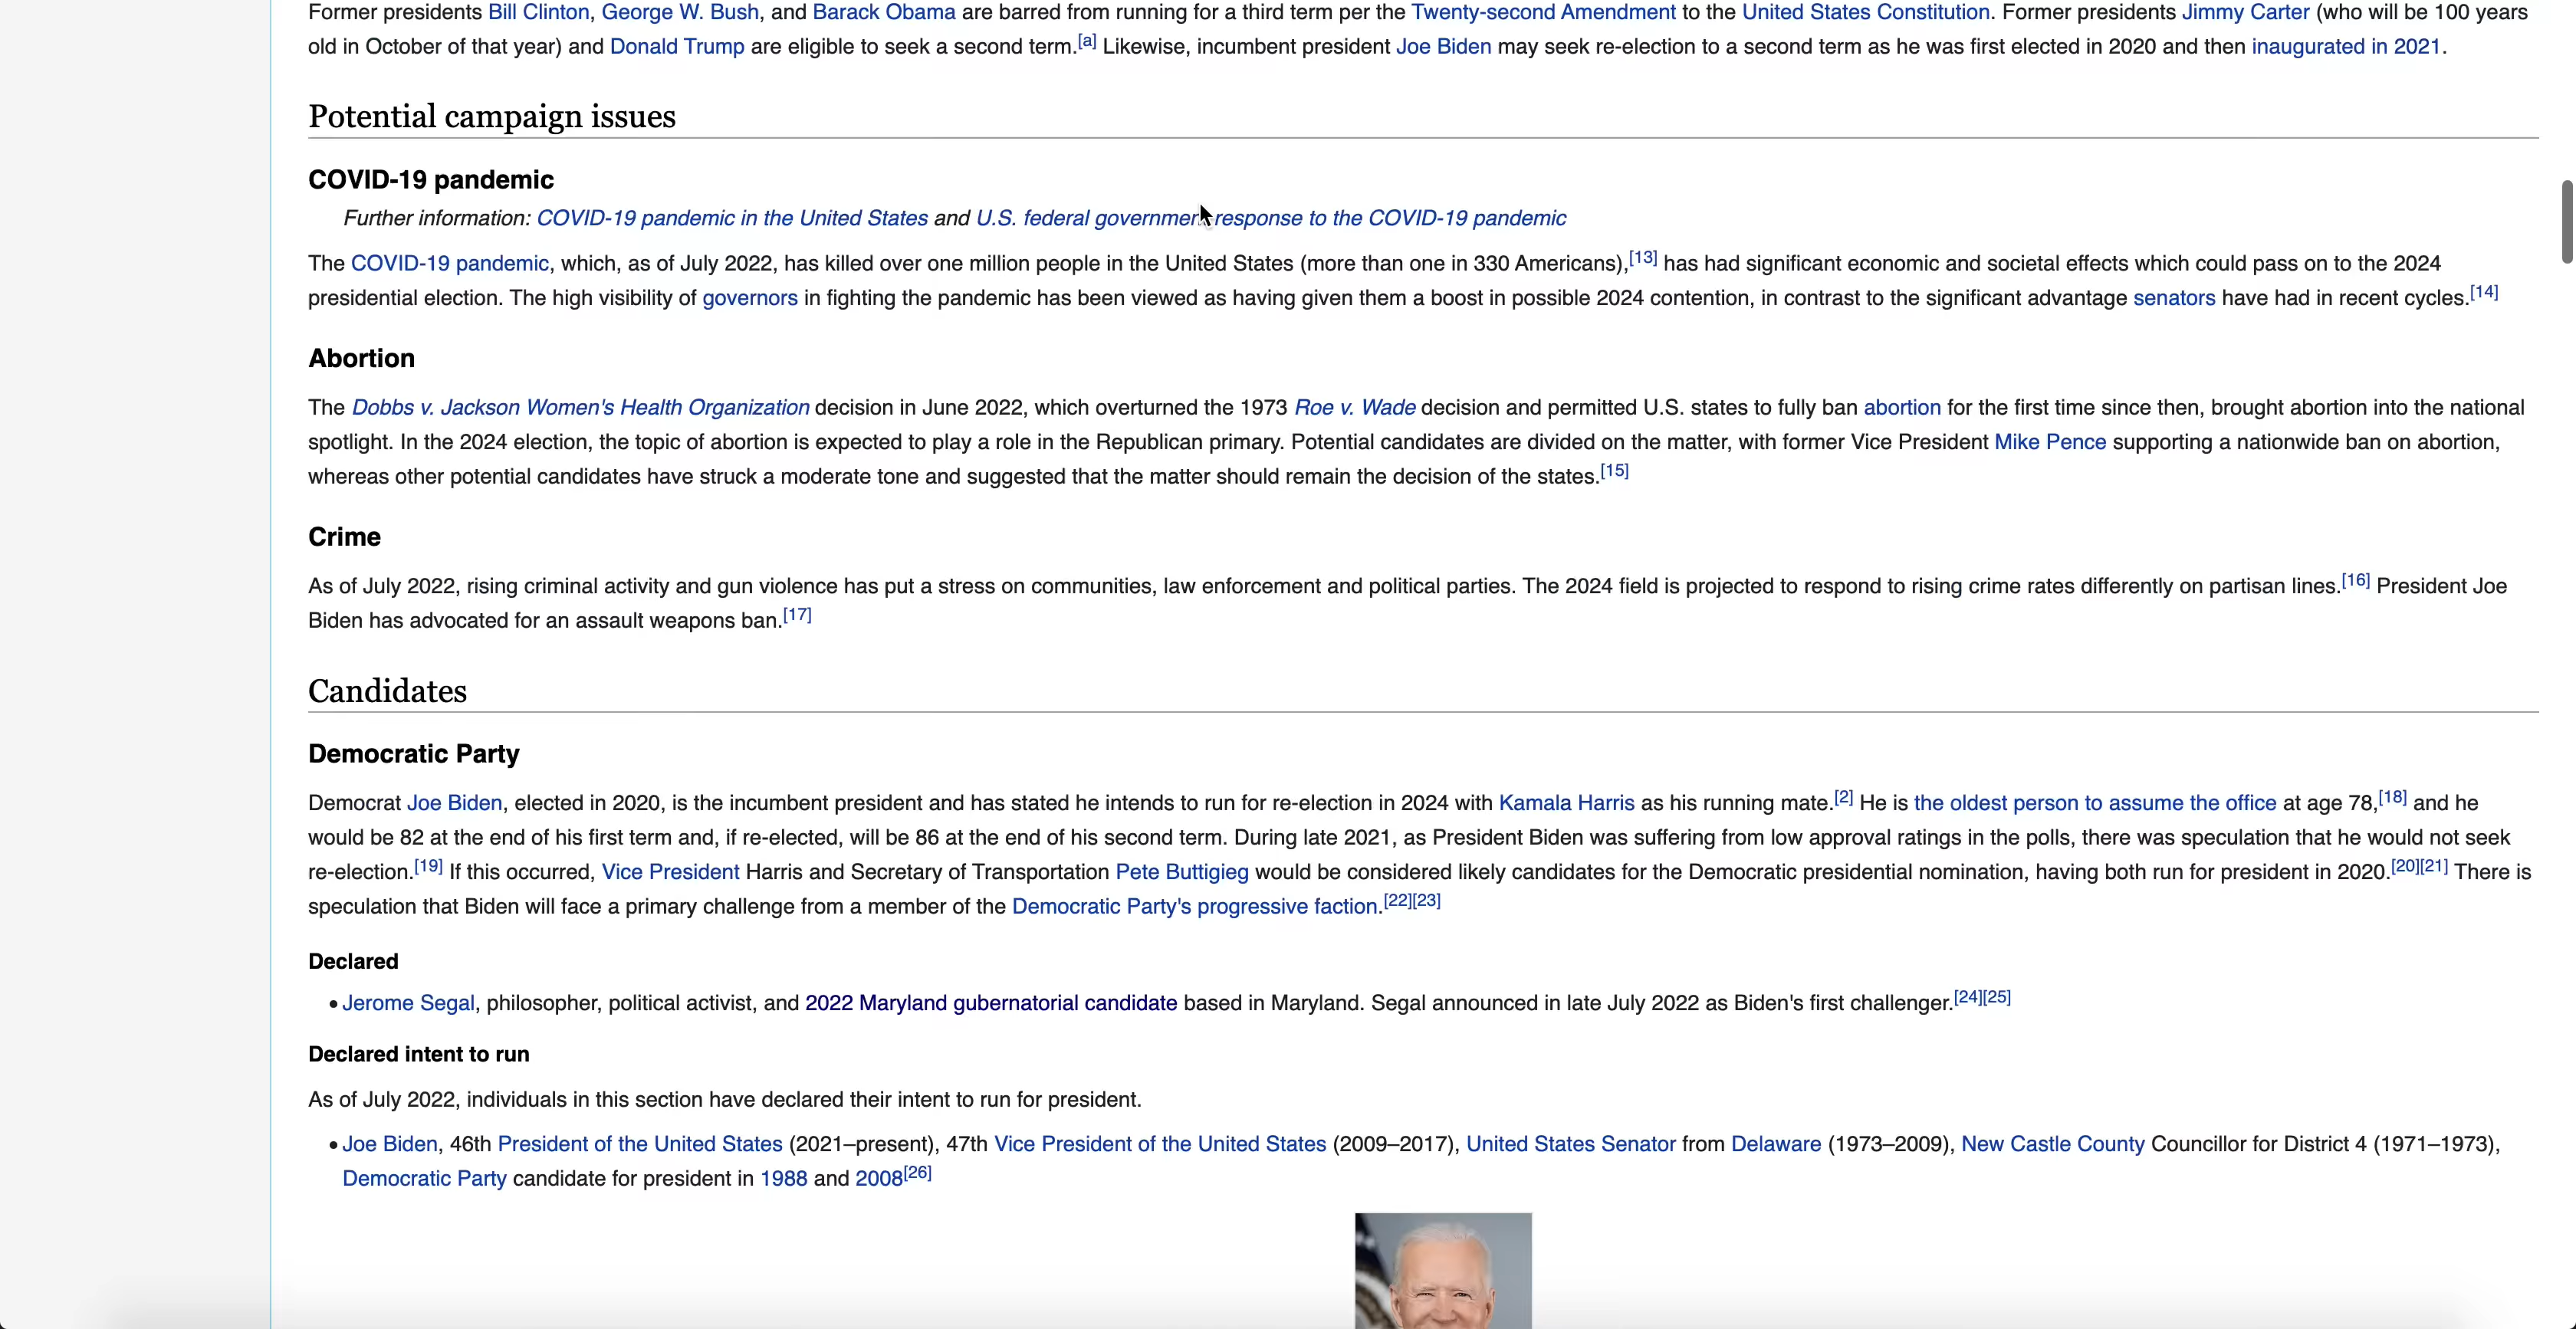 Former presidents Bill Clinton, George W. Bush, and Barack Obama are barred from running for a third term per the Twenty-second Amendment to the United States Constitution. Former presidents Jimmy Carter (who will be 100 years
old in October of that year) and Donald Trump are eligible to seek a second term.[a] Likewise, incumbent president Joe Biden may seek re-election to a second term as he was first elected in 2020 and then inaugurated in 2021.
Potential campaign issues
COVID-19 pandemic
Further information: COVID-19 pandemic in the United States and U.S. federal government response to the COVID-19 pandemic
The COVID-19 pandemic, which, as of July 2022, has killed over one million people in the United States (more than one in 330 Americans),[13] has had significant economic and societal effects which could pass on to the 2024
presidential election. The high visibility of governors in fighting the pandemic has been viewed as having given them a boost in possible 2024 contention, in contrast to the significant advantage senators have had in recent cycles.[14]
Abortion
The Dobbs v. Jackson Women's Health Organization decision in June 2022, which overturned the 1973 Roe v. Wade decision and permitted U.S. states to fully ban abortion for the first time since then, brought abortion into the national
spotlight. In the 2024 election, the topic of abortion is expected to play a role in the Republican primary. Potential candidates are divided on the matter, with former Vice President Mike Pence supporting a nationwide ban on abortion,
whereas other potential candidates have struck a moderate tone and suggested that the matter should remain the decision of the states.[15]
Crime
As of July 2022, rising criminal activity and gun violence has put a stress on communities, law enforcement and political parties. The 2024 field is projected to respond to rising crime rates differently on partisan lines.[16] President Joe
Biden has advocated for an assault weapons ban.[17]
Candidates
Democratic Party
Democrat Joe Biden, elected in 2020, is the incumbent president and has stated he intends to run for re-election in 2024 with Kamala Harris as his running mate.[2] He is the oldest person to assume the office at age 78,[18] and he
would be 82 at the end of his first term and, if re-elected, will be 86 at the end of his second term. During late 2021, as President Biden was suffering from low approval ratings in the polls, there was speculation that he would not seek
re-election.[19] If this occurred, Vice President Harris and Secretary of Transportation Pete Buttigieg would be considered likely candidates for the Democratic presidential nomination, having both run for president in 2020.[20][21] There is
speculation that Biden will face a primary challenge from a member of the Democratic Party's progressive faction.[22][23]
Declared
• Jerome Segal, philosopher, political activist, and 2022 Maryland gubernatorial candidate based in Maryland. Segal announced in late July 2022 as Biden's first challenger.[24][25]
Declared intent to run
As of July 2022, individuals in this section have declared their intent to run for president.
• Joe Biden, 46th President of the United States (2021–present), 47th Vice President of the United States (2009–2017), United States Senator from Delaware (1973–2009), New Castle County Councillor for District 4 (1971–1973),
Democratic Party candidate for president in 1988 and 2008[26]